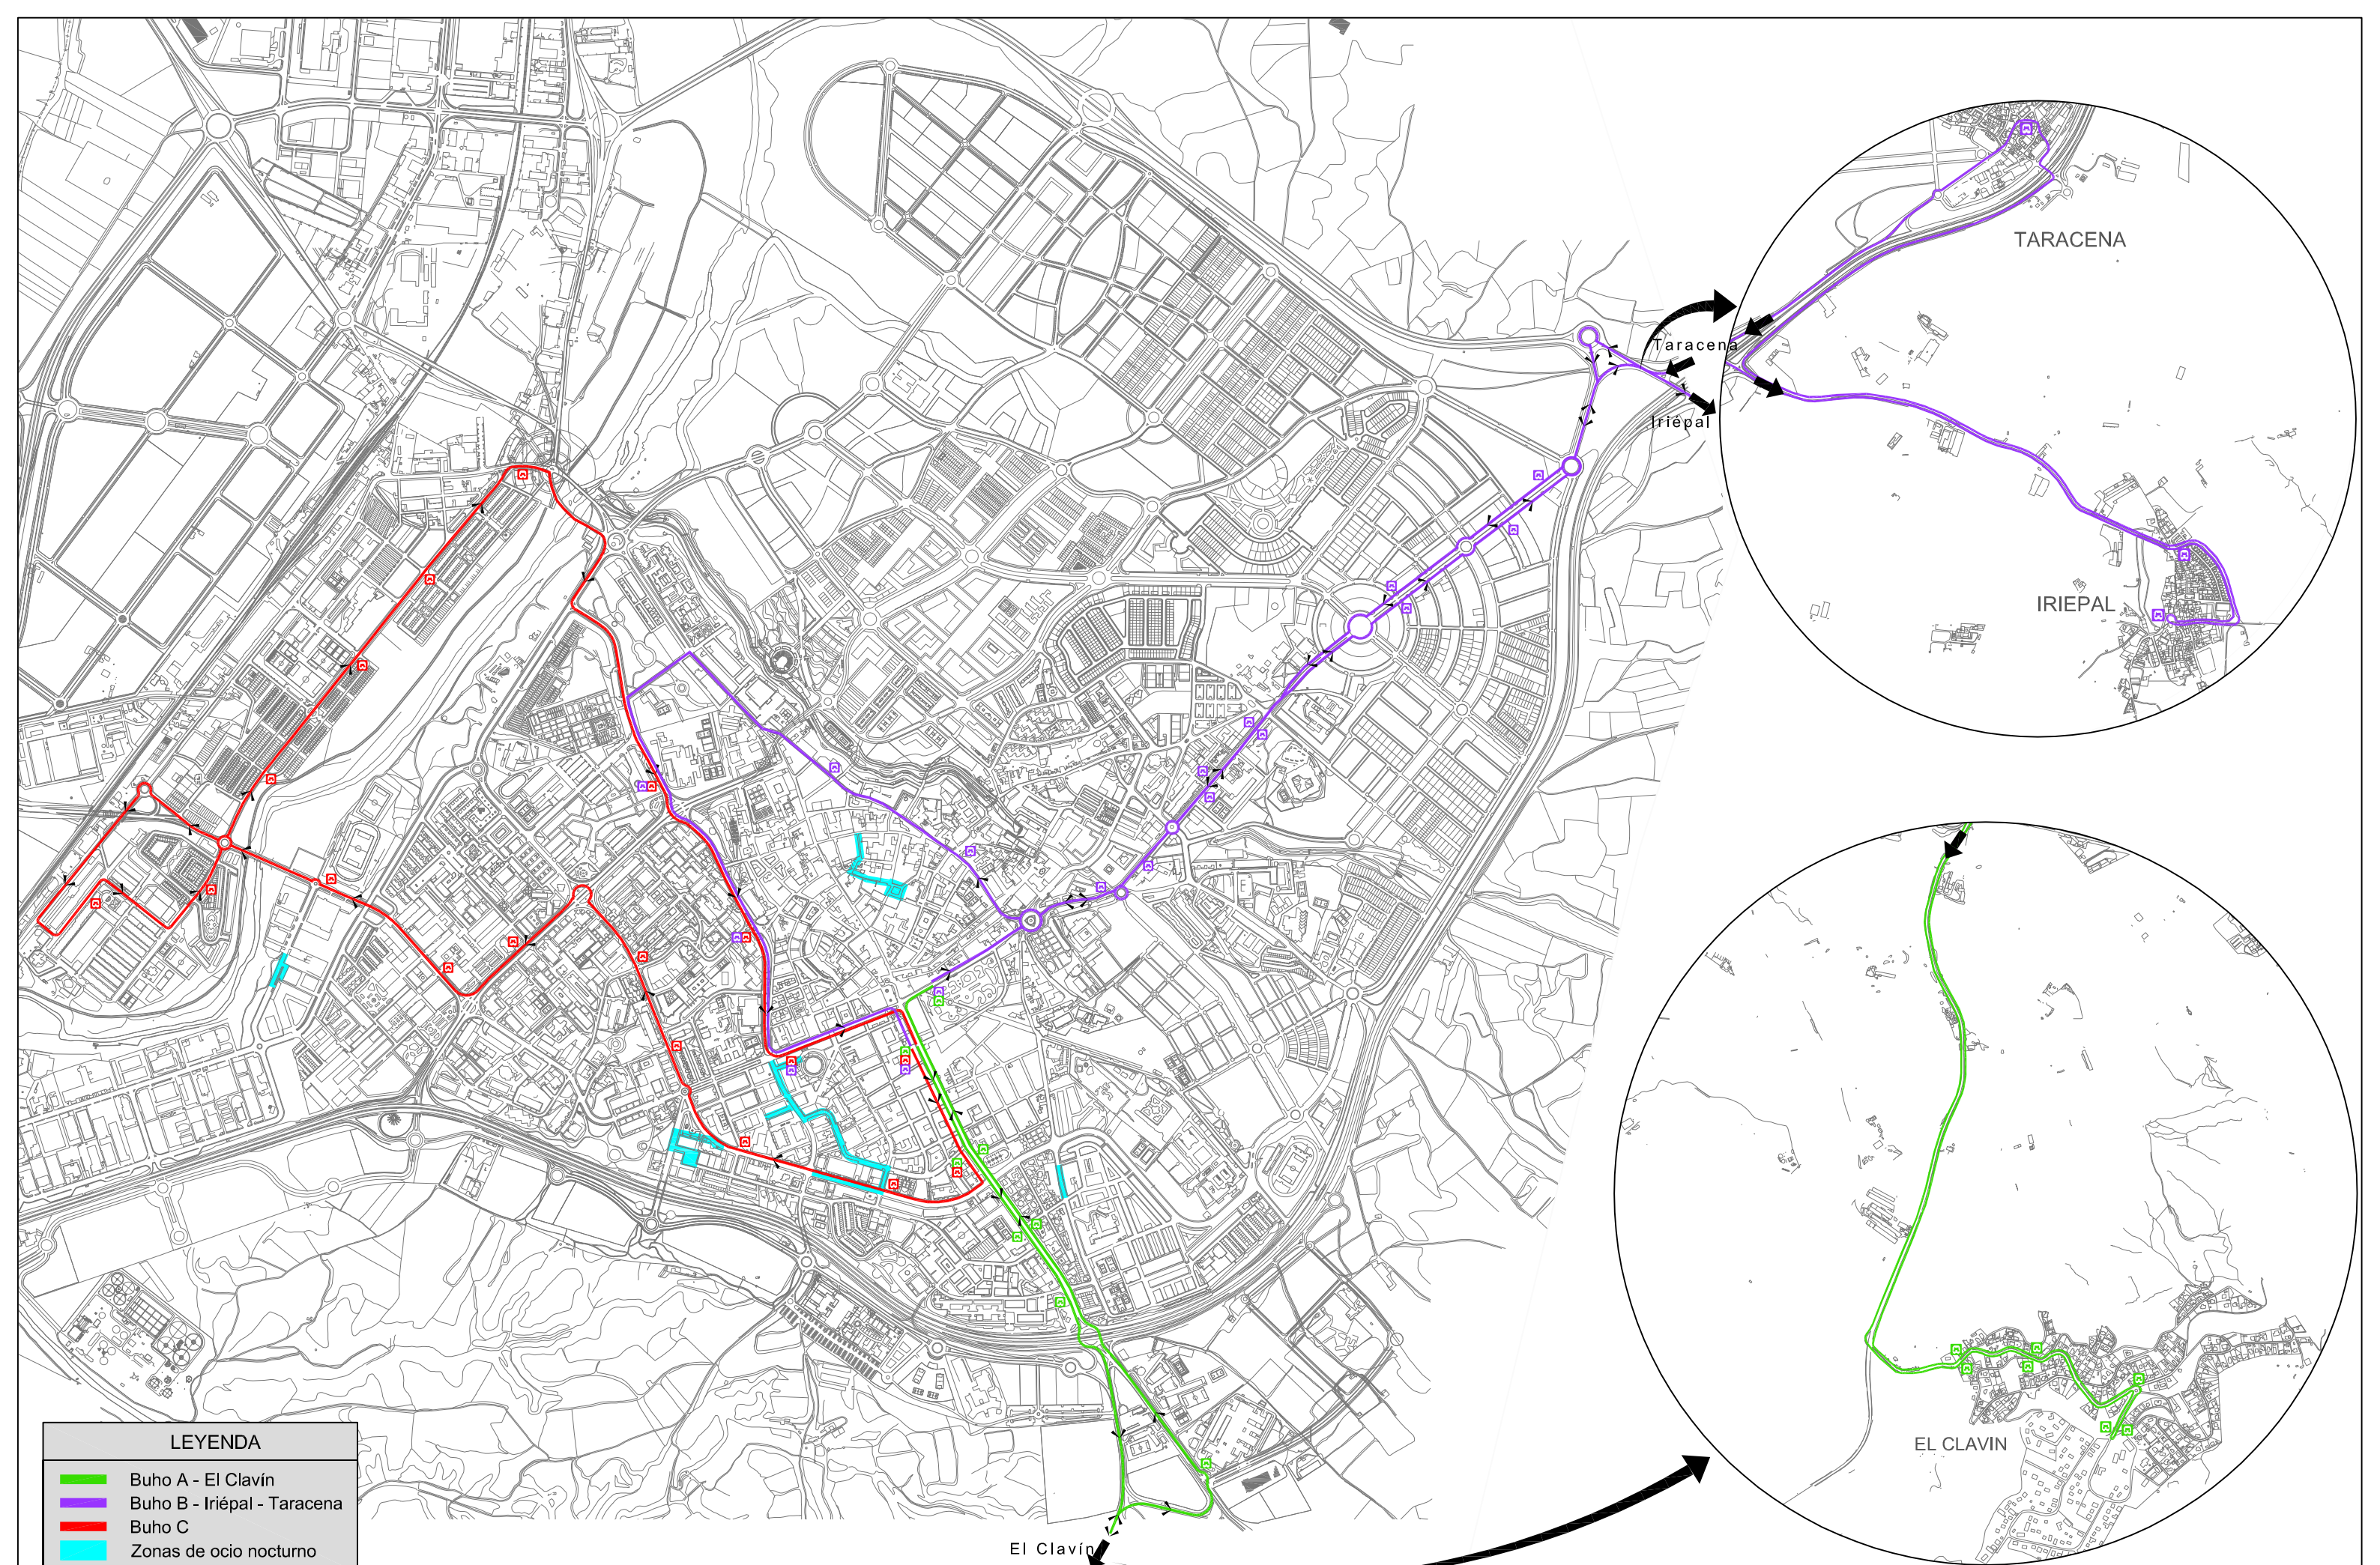 TARACENA
Taracena
Iriépal
IRIEPAL
EL CLAVÍN
LEYENDA
Buho A - El Clavín
Buho B - Iriépal - Taracena
Buho C
Zonas de ocio nocturno
El Clavín